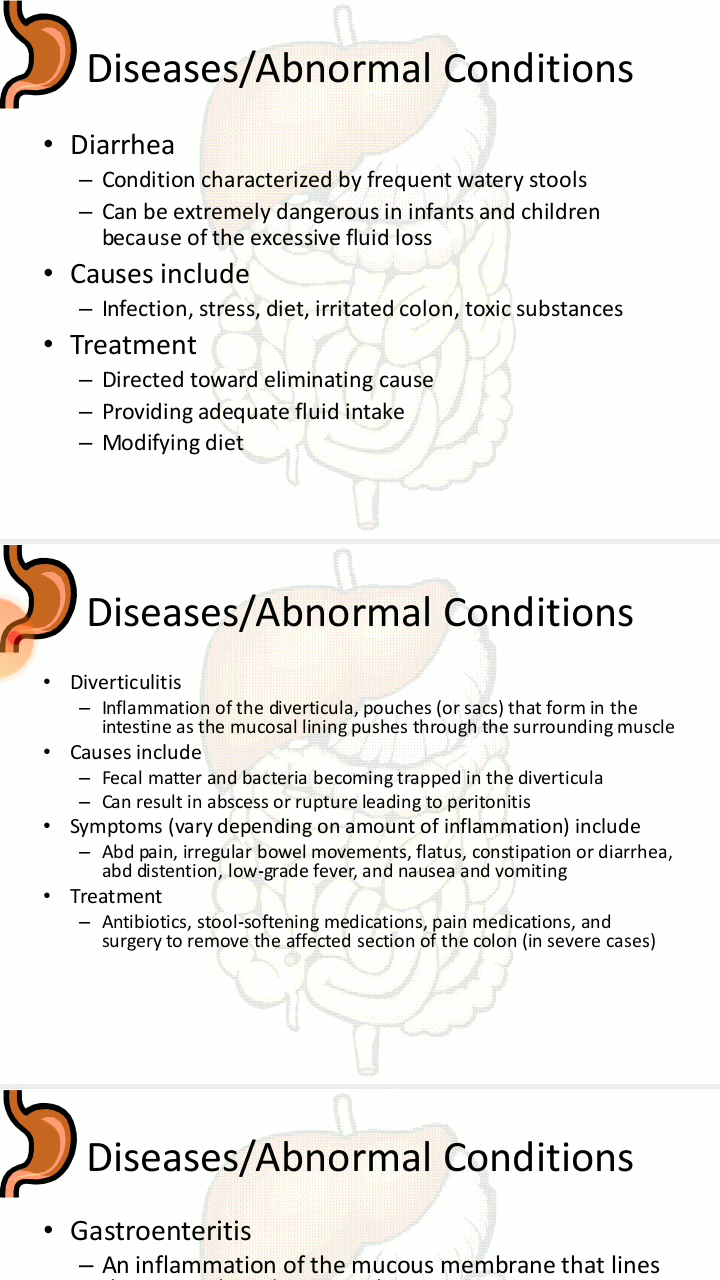 Diseases/Abnormal Conditions
• Diarrhea
– Condition characterized by frequent watery stools
– Can be extremely dangerous in infants and children
because of the excessive fluid loss
• Causes include
– Infection, stress, diet, irritated colon, toxic substances
• Treatment
– Directed toward eliminating cause
– Providing adequate fluid intake
– Modifying diet
Diseases/Abnormal Conditions
• Diverticulitis
– Inflammation of the diverticula, pouches (or sacs) that form in the
intestine as the mucosal lining pushes through the surrounding muscle
• Causes include
– Fecal matter and bacteria becoming trapped in the diverticula
– Can result in abscess or rupture leading to peritonitis
• Symptoms (vary depending on amount of inflammation) include
– Abd pain, irregular bowel movements, flatus, constipation or diarrhea,
abd distention, low-grade fever, and nausea and vomiting
• Treatment
– Antibiotics, stool-softening medications, pain medications, and
surgery to remove the affected section of the colon (in severe cases)
Diseases/Abnormal Conditions
• Gastroenteritis
– An inflammation of the mucous membrane that lines